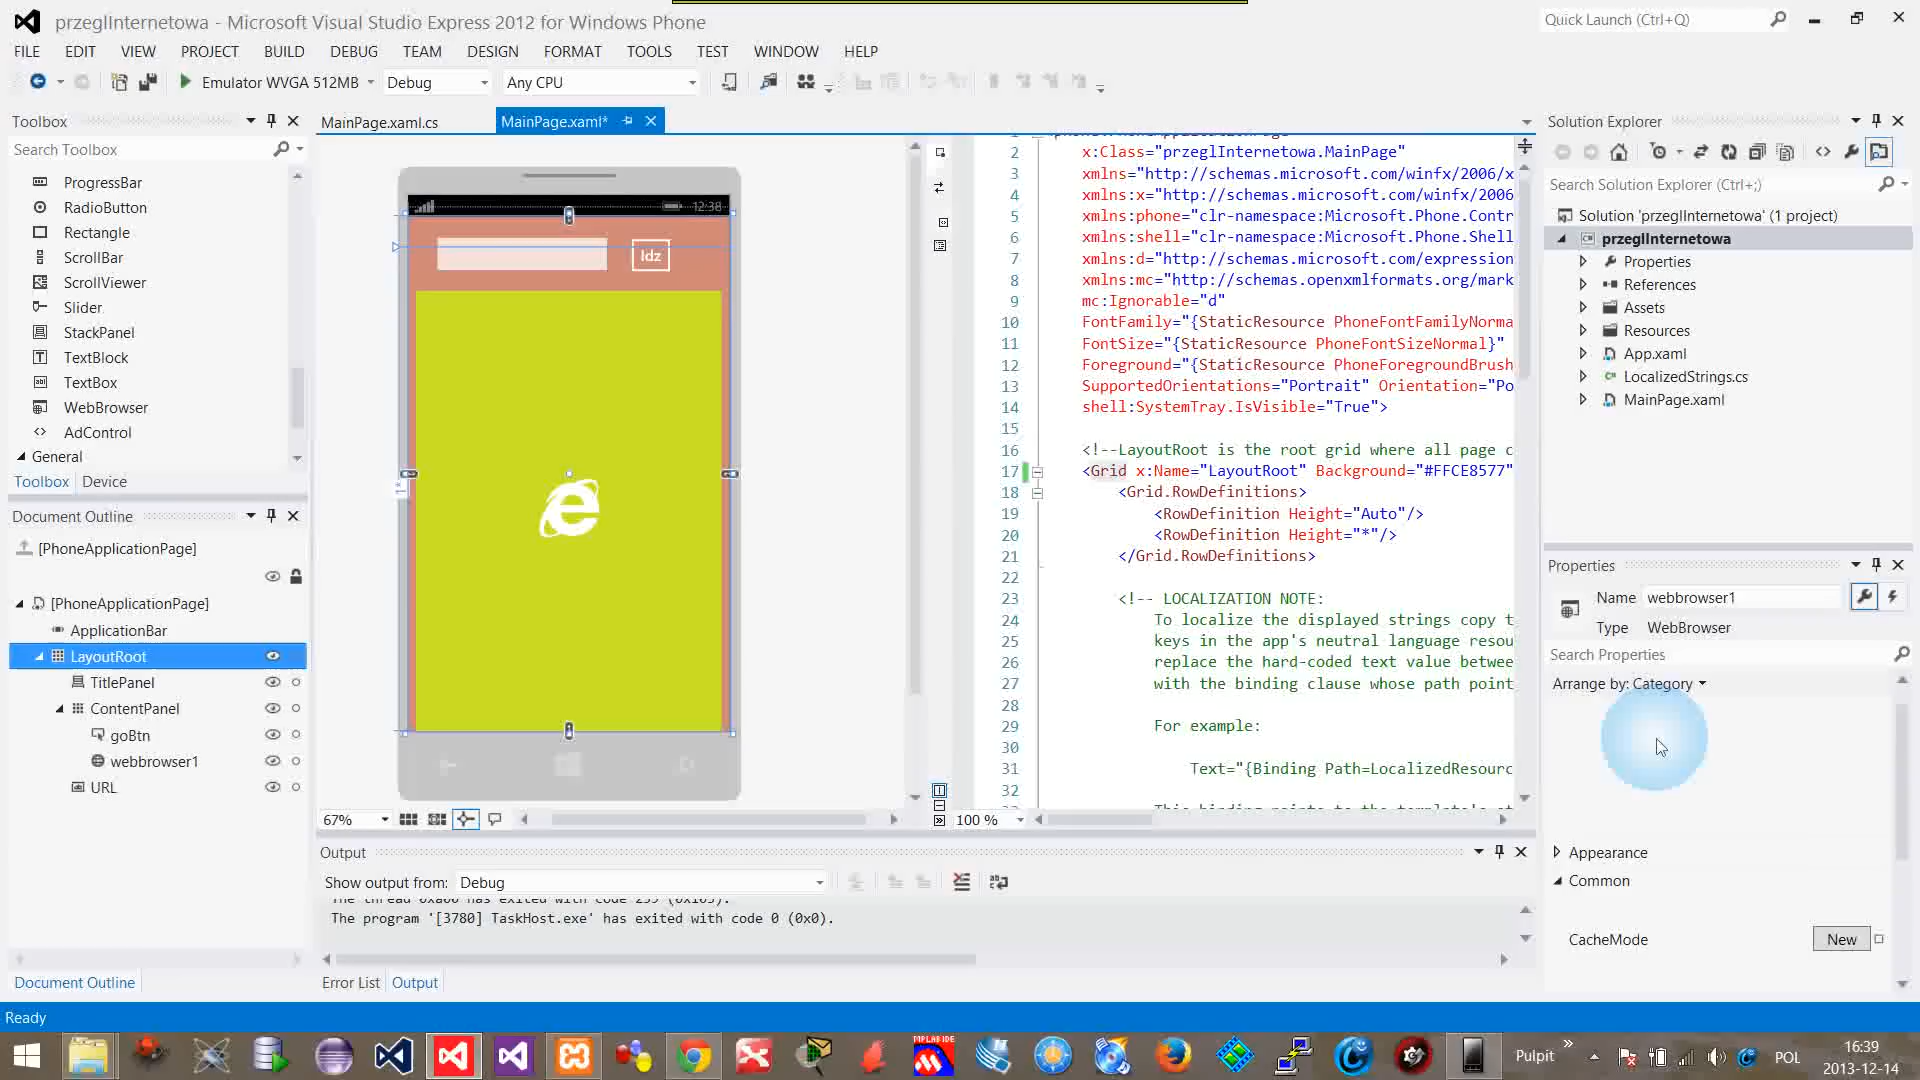 przeglInternetowa - Microsoft Visual Studio Express 2012 for Windows Phone
Quick Launch (Ctrl+Q)
FILE EDIT VIEW PROJECT BUILD DEBUG TEAM DESIGN FORMAT TOOLS TEST WINDOW HELP
Emulator WVGA 512MB Debug Any CPU
Toolbox
Search Toolbox
ProgressBar
RadioButton
Rectangle
ScrollBar
ScrollViewer
Slider
StackPanel
TextBlock
TextBox
WebBrowser
AdControl
General
Toolbox Device
Document Outline
[PhoneApplicationPage]
[PhoneApplicationPage]
ApplicationBar
LayoutRoot
TitlePanel
ContentPanel
goBtn
webbrowser1
URL
Document Outline
MainPage.xaml.cs MainPage.xaml*
12:38
Idz
67%
2 x:Class="przeglInternetowa.MainPage"
3 xmlns="http://schemas.microsoft.com/winfx/2006/x
4 xmlns:x="http://schemas.microsoft.com/winfx/2006
5 xmlns:phone="clr-namespace:Microsoft.Phone.Contr
6 xmlns:shell="clr-namespace:Microsoft.Phone.Shell
7 xmlns:d="http://schemas.microsoft.com/expression
8 xmlns:mc="http://schemas.openxmlformats.org/mark
9 mc:Ignorable="d"
10 FontFamily="{StaticResource PhoneFontFamilyNorma
11 FontSize="{StaticResource PhoneFontSizeNormal}"
12 Foreground="{StaticResource PhoneForegroundBrush
13 SupportedOrientations="Portrait" Orientation="Po
14 shell:SystemTray.IsVisible="True">
15
16 <!--LayoutRoot is the root grid where all page c
17 <Grid x:Name="LayoutRoot" Background="#FFCE8577"
18 <Grid.RowDefinitions>
19 <RowDefinition Height="Auto"/>
20 <RowDefinition Height="*"/>
21 </Grid.RowDefinitions>
22
23 <!-- LOCALIZATION NOTE:
24 To localize the displayed strings copy t
25 keys in the app's neutral language resou
26 replace the hard-coded text value betwee
27 with the binding clause whose path point
28
29 For example:
30
31 Text="{Binding Path=LocalizedResourc
32
100 %
Output
Show output from: Debug
The thread 0xa00 has exited with code 259 (0x103).
The program '[3780] TaskHost.exe' has exited with code 0 (0x0).
Error List Output
Solution Explorer
Search Solution Explorer (Ctrl+;)
Solution 'przeglInternetowa' (1 project)
przeglInternetowa
Properties
References
Assets
Resources
App.xaml
LocalizedStrings.cs
MainPage.xaml
Properties
Name webbrowser1
Type WebBrowser
Search Properties
Arrange by: Category
Appearance
Common
CacheMode New
Ready
MPLAB IDE
Pulpit
POL
16:39
2013-12-14